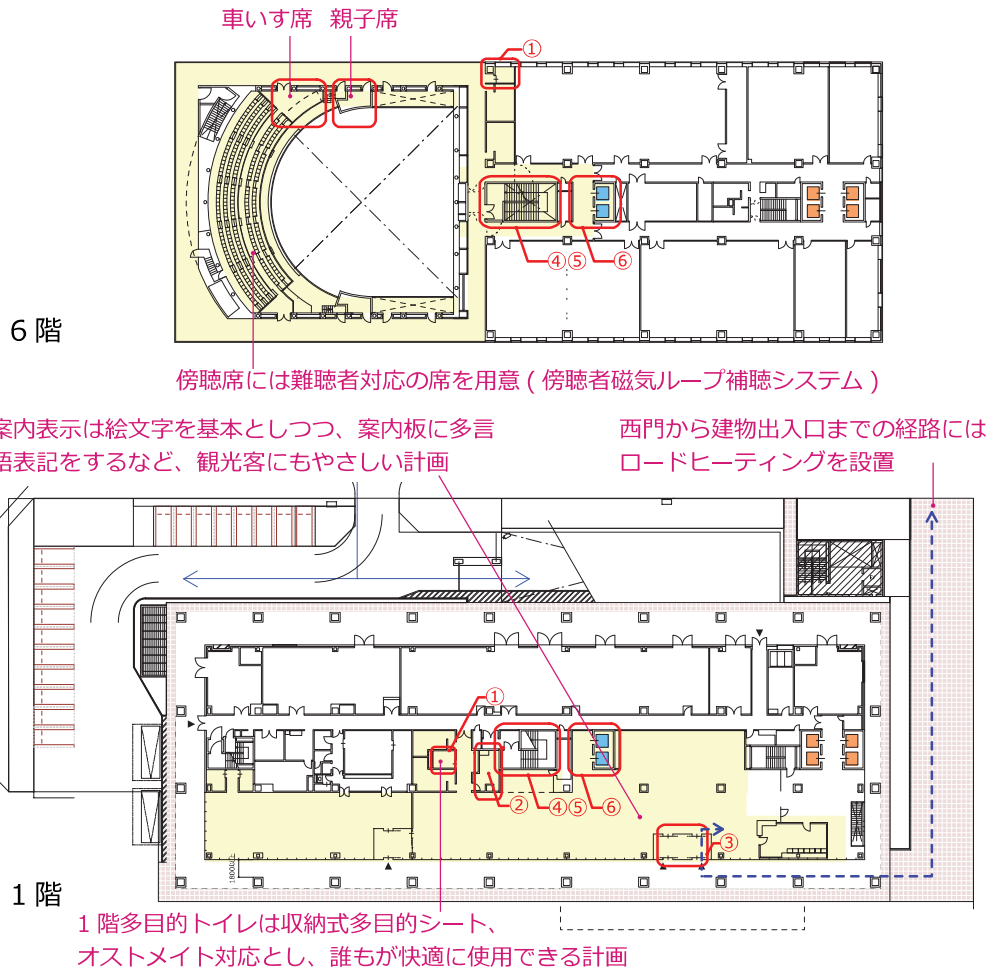 車いす席 親子席
①
④⑤ ⑥
6階
傍聴席には難聴者対応の席を用意 ( 傍聴者磁気ループ補聴システム )
案内表示は絵文字を基本としつつ、案内板に多言
語表記をするなど、観光客にもやさしい計画
西門から建物出入口までの経路には
ロードヒーティングを設置
①
② ④⑤ ⑥
③
1階
1階多目的トイレは収納式多目的シート、
オストメイト対応とし、誰もが快適に使用できる計画